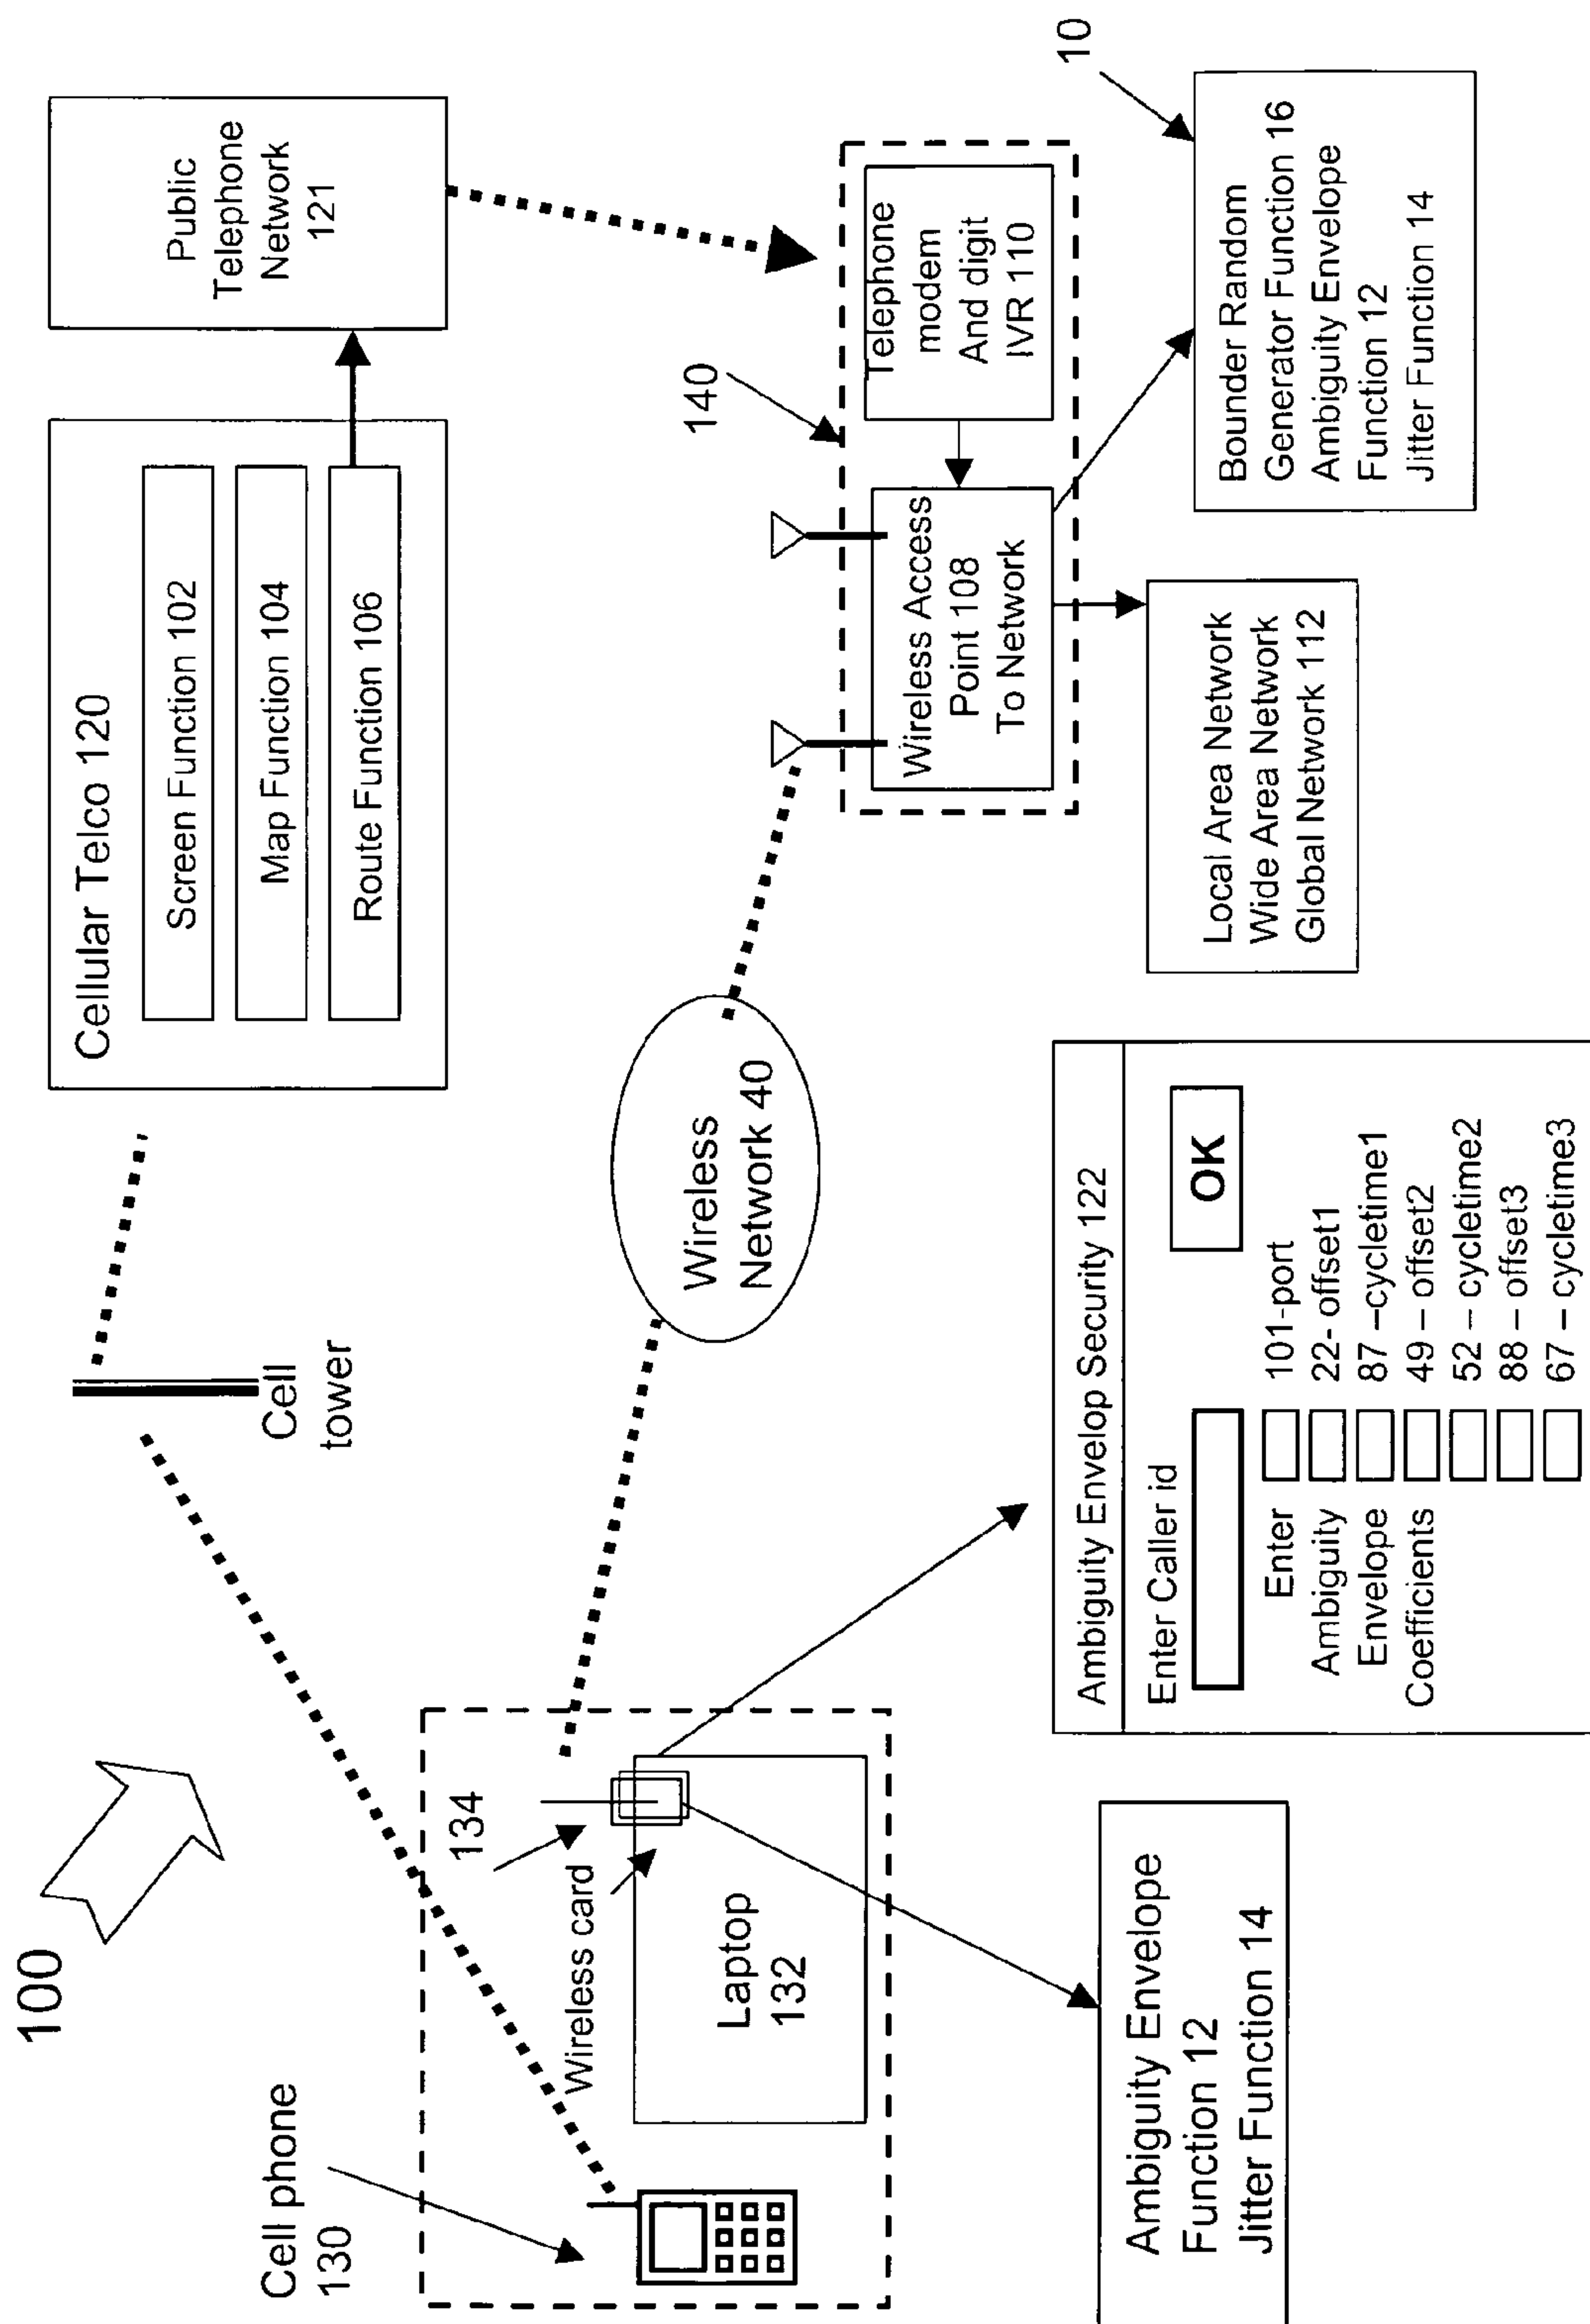 100
Cell phone
130
134
Wireless card
Laptop
132
Cell
tower
Cellular Telco 120
Screen Function 102
Map Function 104
Route Function 106
Public
Telephone
Network
121
Wireless
Network 40
140
Wireless Access
Point 108
To Network
Telephone
modem
And digit
IVR 110
10
Bounder Random
Generator Function 16
Ambiguity Envelope
Function 12
Jitter Function 14
Local Area Network
Wide Area Network
Global Network 112
Ambiguity Envelop Security 122
Enter Caller id
OK
Enter
Ambiguity
Envelope
Coefficients
101-port
22- offset1
87 –cycletime1
49 – offset2
52 – cycletime2
88 – offset3
67 – cycletime3
Ambiguity Envelope
Function 12
Jitter Function 14